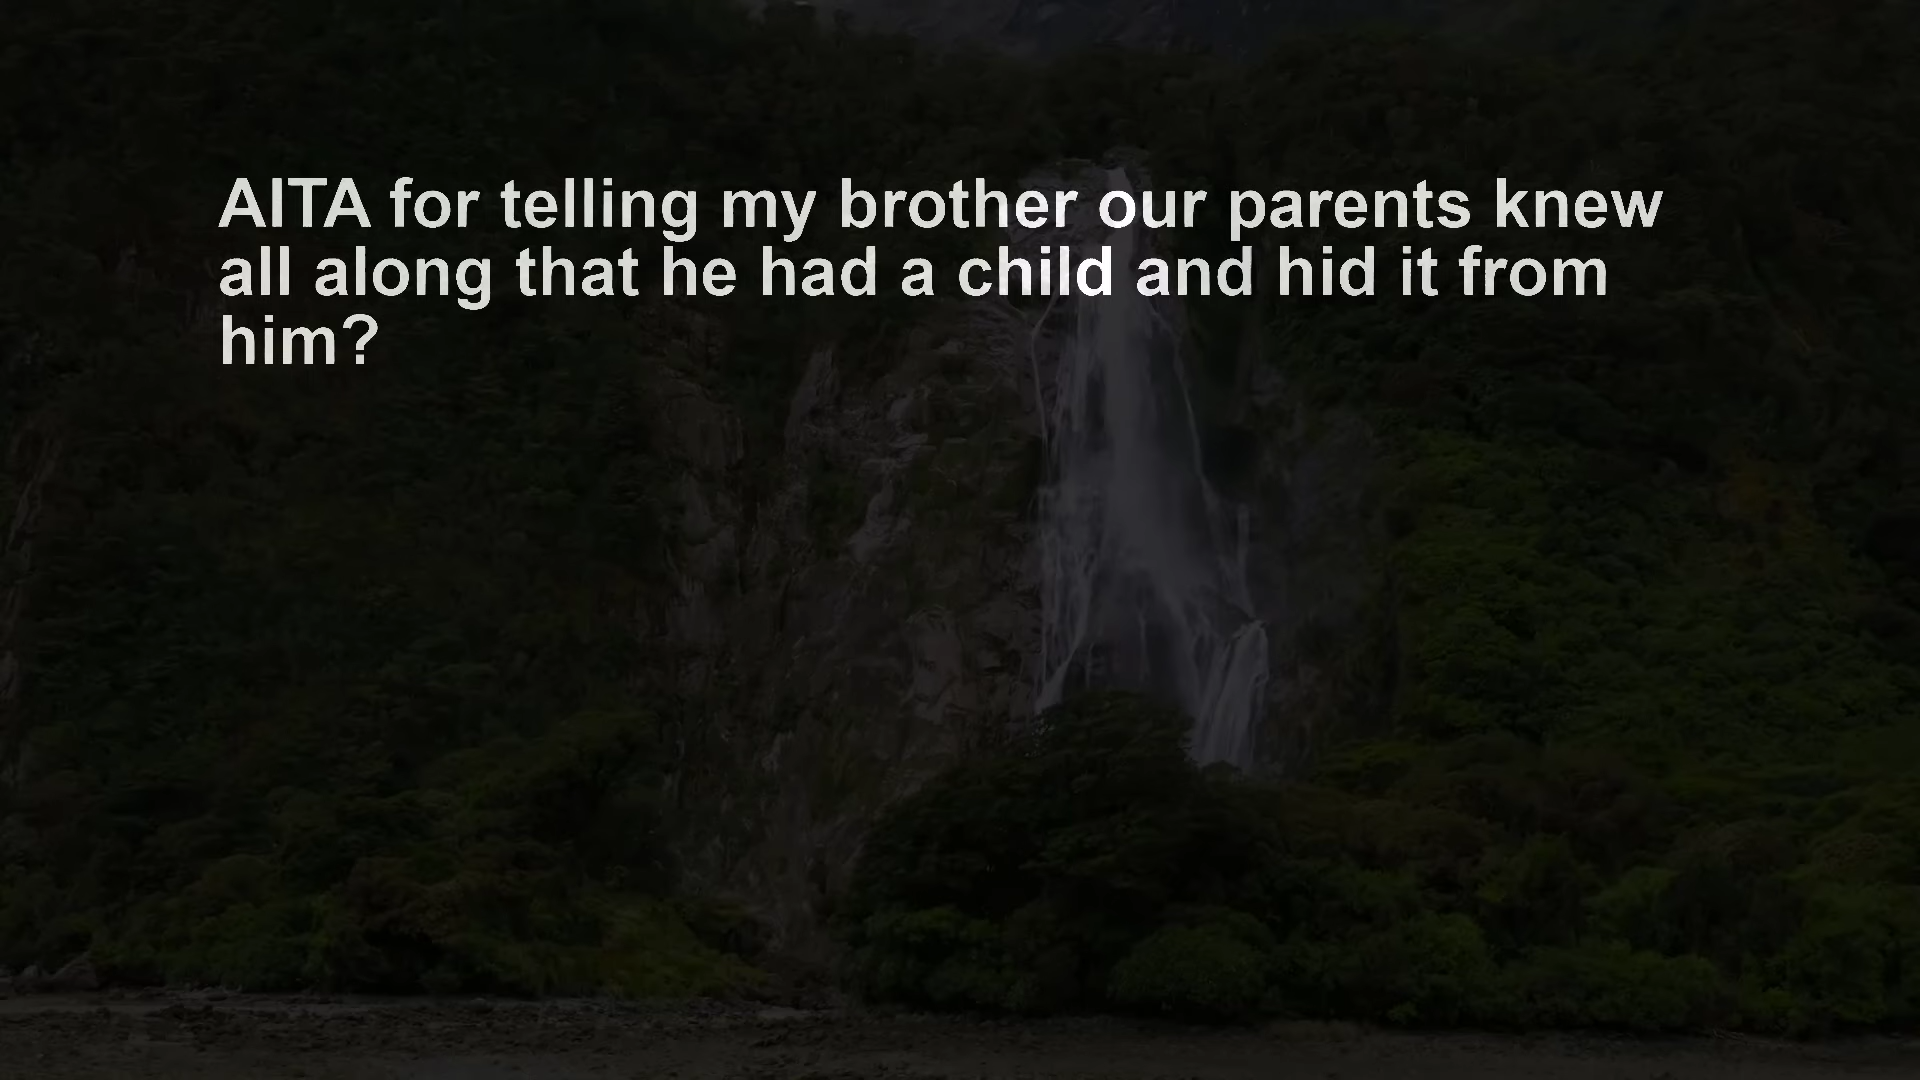 AITA for telling my brother our parents knew
all along that he had a child and hid it from
him?